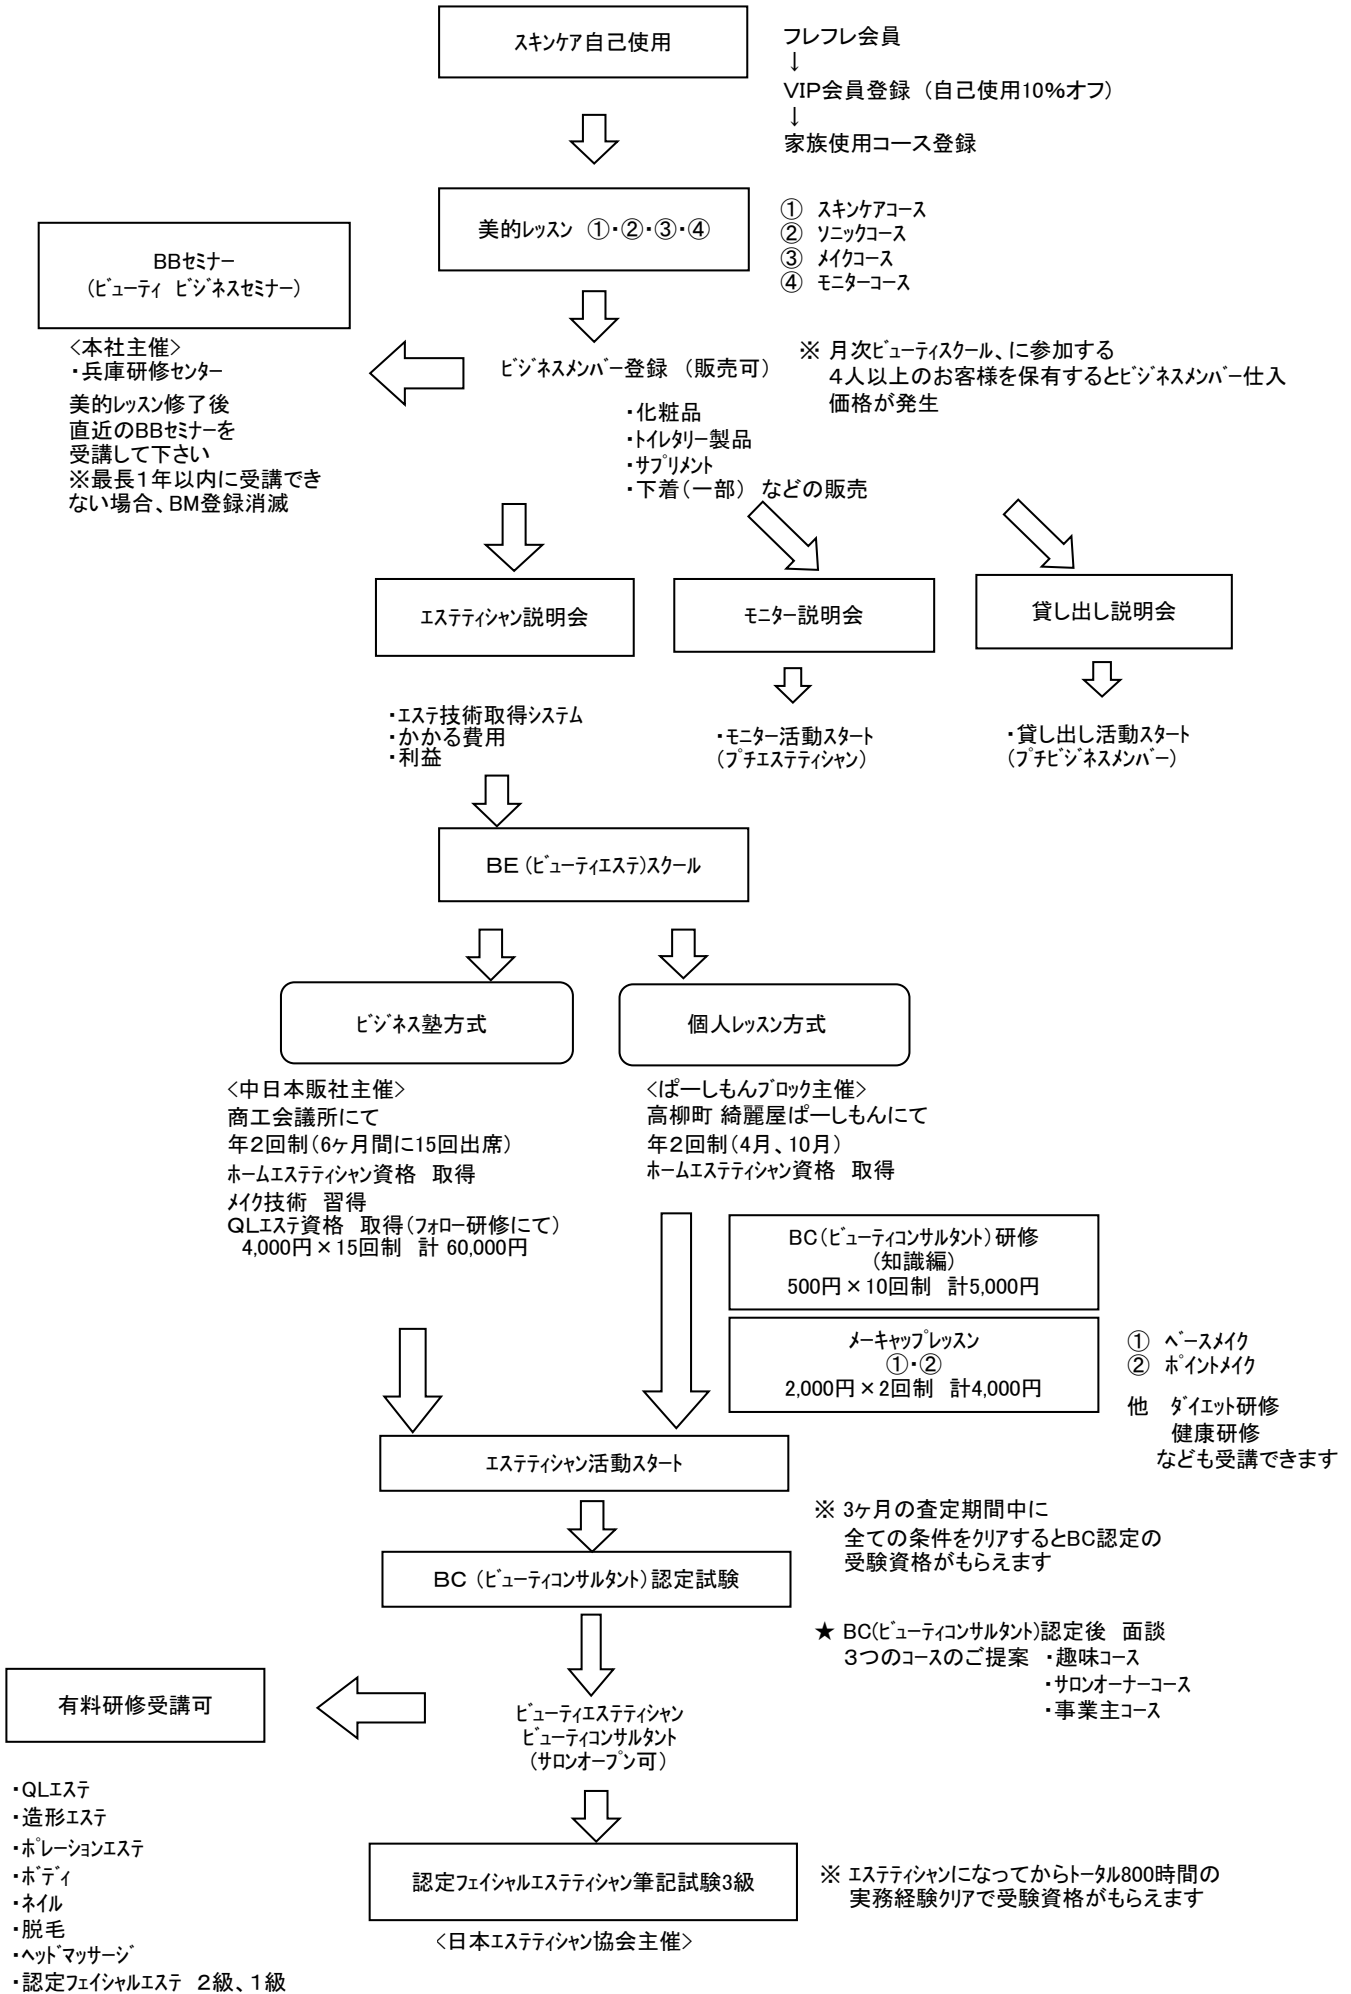 スキンケア自己使用
フレフレ会員
↓
VIP会員登録 (自己使用10%オフ)
↓
家族使用コース登録
美的レッスン ①・②・③・④
① スキンケアコース
② ソニックコース
③ メイクコース
④ モニターコース
BBセミナー
(ビューティ ビジネスセミナー)
<本社主催>
・兵庫研修センター
美的レッスン修了後
直近のBBセミナーを
受講して下さい
※最長1年以内に受講でき
ない場合、BM登録消滅
ビジネスメンバー登録 (販売可)
※ 月次ビューティスクール、に参加する
4人以上のお客様を保有するとビジネスメンバー仕入
価格が発生
・化粧品
・トイレタリー製品
・サプリメント
・下着(一部) などの販売
エステティシャン説明会
モニター説明会
貸し出し説明会
・エステ技術取得システム
・かかる費用
・利益
・モニター活動スタート
(プチエステティシャン)
・貸し出し活動スタート
(プチビジネスメンバー)
BE (ビューティエステ)スクール
ビジネス塾方式
個人レッスン方式
<中日本販社主催>
商工会議所にて
年2回制(6ヶ月間に15回出席)
ホームエステティシャン資格 取得
メイク技術 習得
QLエステ資格 取得(フォロー研修にて)
4,000円×15回制 計 60,000円
<ぱーしもんブロック主催>
高柳町 綺麗屋ぱーしもんにて
年2回制(4月、10月)
ホームエステティシャン資格 取得
BC(ビューティコンサルタント)研修
(知識編)
500円×10回制 計5,000円
メーキャップレッスン
①・②
2,000円×2回制 計4,000円
① ベースメイク
② ポイントメイク
他 ダイエット研修
健康研修
なども受講できます
エステティシャン活動スタート
※ 3ヶ月の査定期間中に
全ての条件をクリアするとBC認定の
受験資格がもらえます
BC (ビューティコンサルタント)認定試験
★ BC(ビューティコンサルタント)認定後 面談
3つのコースのご提案 ・趣味コース
・サロンオーナーコース
・事業主コース
有料研修受講可
ビューティエステティシャン
ビューティコンサルタント
(サロンオープン可)
・QLエステ
・造形エステ
・ポレーションエステ
・ボディ
・ネイル
・脱毛
・ヘッドマッサージ
・認定フェイシャルエステ 2級、1級
認定フェイシャルエステティシャン筆記試験3級
<日本エステティシャン協会主催>
※ エステティシャンになってからトータル800時間の
実務経験クリアで受験資格がもらえます